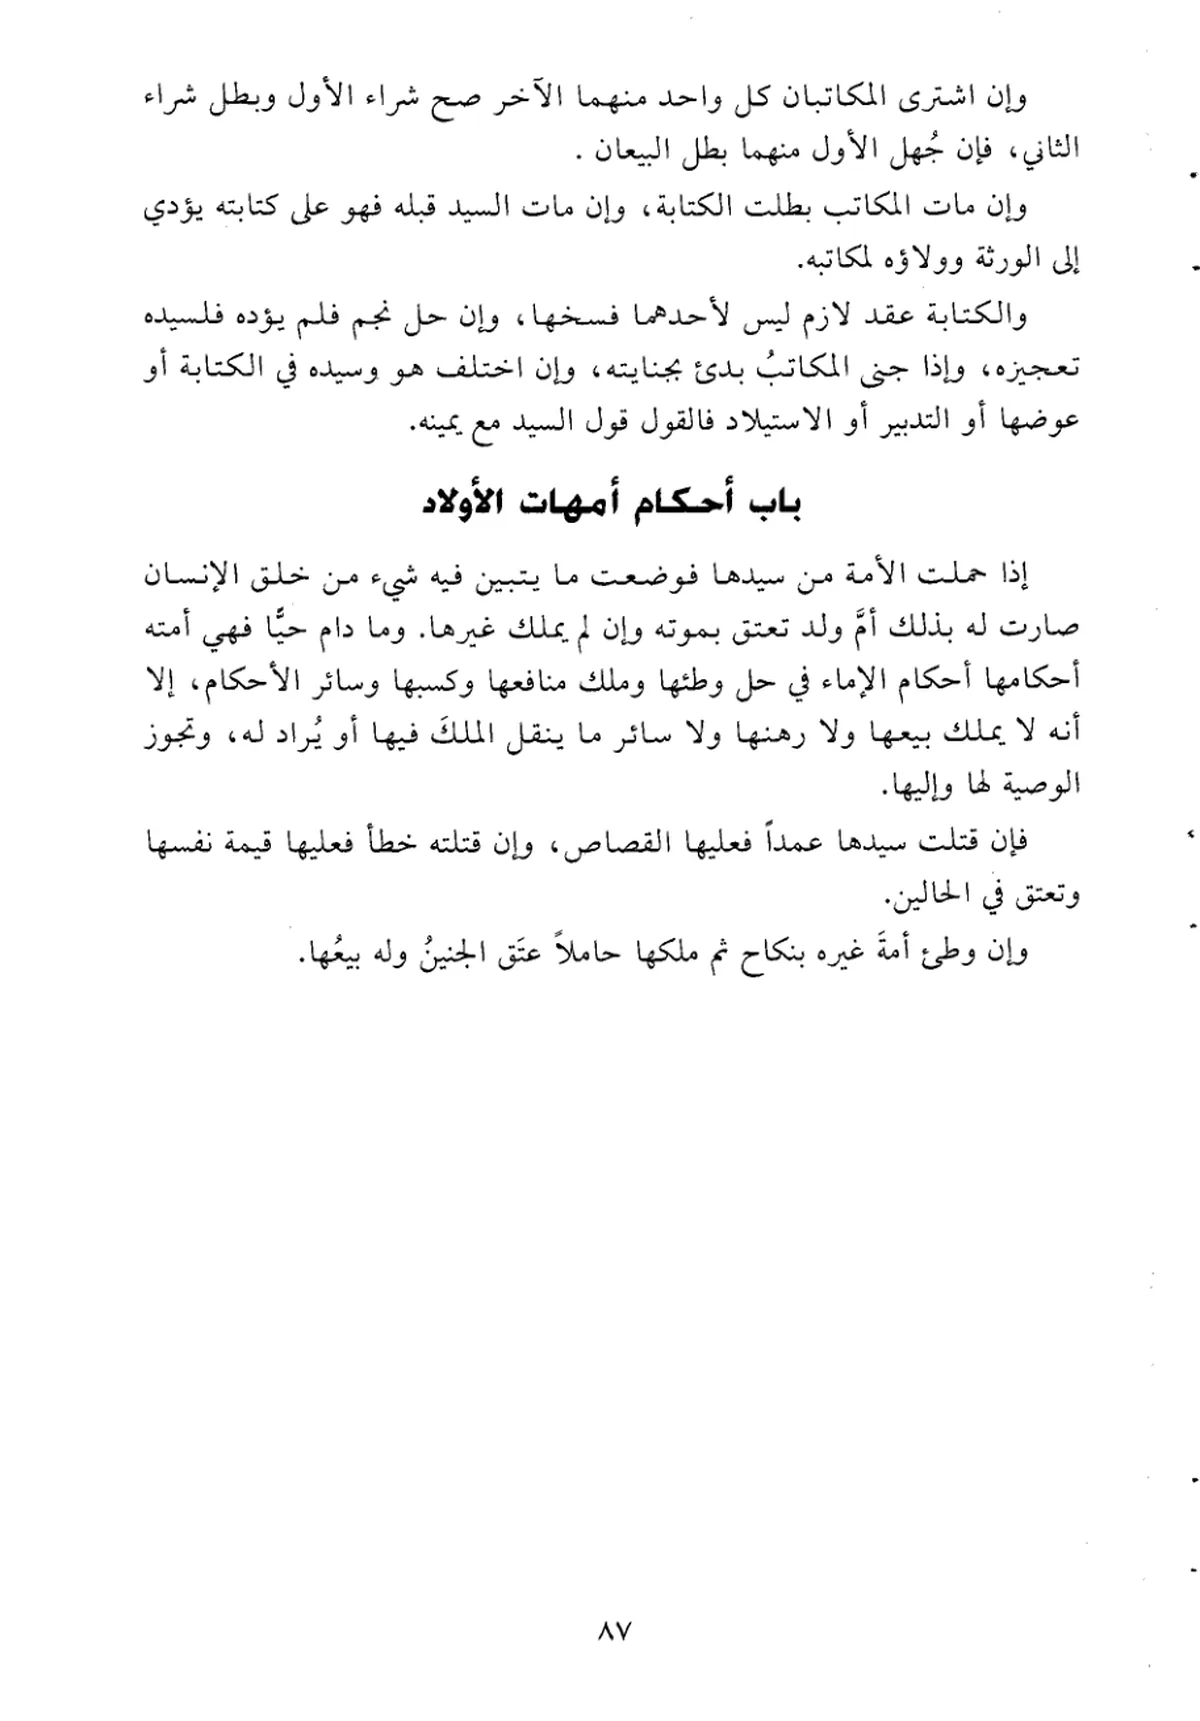 وإن اشترى المكاتبان كل واحد منهما الآخر صح شراء الأول وبطل شراء
الثاني، فإن جُهل الأول منهما بطل البيعان .
وإن مات المكاتب بطلت الكتابة، وإن مات السيد قبله فهو على كتابته يؤدي
إلى الورثة وولاؤه لمكاتبه.
والكتابة عقد لازم ليس لأحدهما فسخها، وإن حل نجم فلم يؤده فلسيده
تعجيزه، وإذا جنى المكاتبُ بدئ بجنايته، وإن اختلف هو وسيده في الكتابة أو
عوضها أو التدبير أو الاستيلاد فالقول قول السيد مع يمينه.
باب أحكام أمهات الأولاد
إذا حملت الأمة من سيدها فوضعت ما يتبين فيه شيء من خلق الإنسان
صارت له بذلك أمَّ ولد تعتق بموته وإن لم يملك غيرها. وما دام حيًّا فهي أمته
أحكامها أحكام الإماء في حل وطئها وملك منافعها وكسبها وسائر الأحكام، إلا
أنه لا يملك بيعها ولا رهنها ولا سائر ما ينقل الملكَ فيها أو يُراد له، وتجوز
الوصية لها وإليها.
فإن قتلت سيدها عمداً فعليها القصاص، وإن قتلته خطأ فعليها قيمة نفسها
وتعتق في الحالين.
وإن وطئ أمةَ غيره بنكاح ثم ملكها حاملاً عتَق الجنينُ وله بيعُها.
٨٧